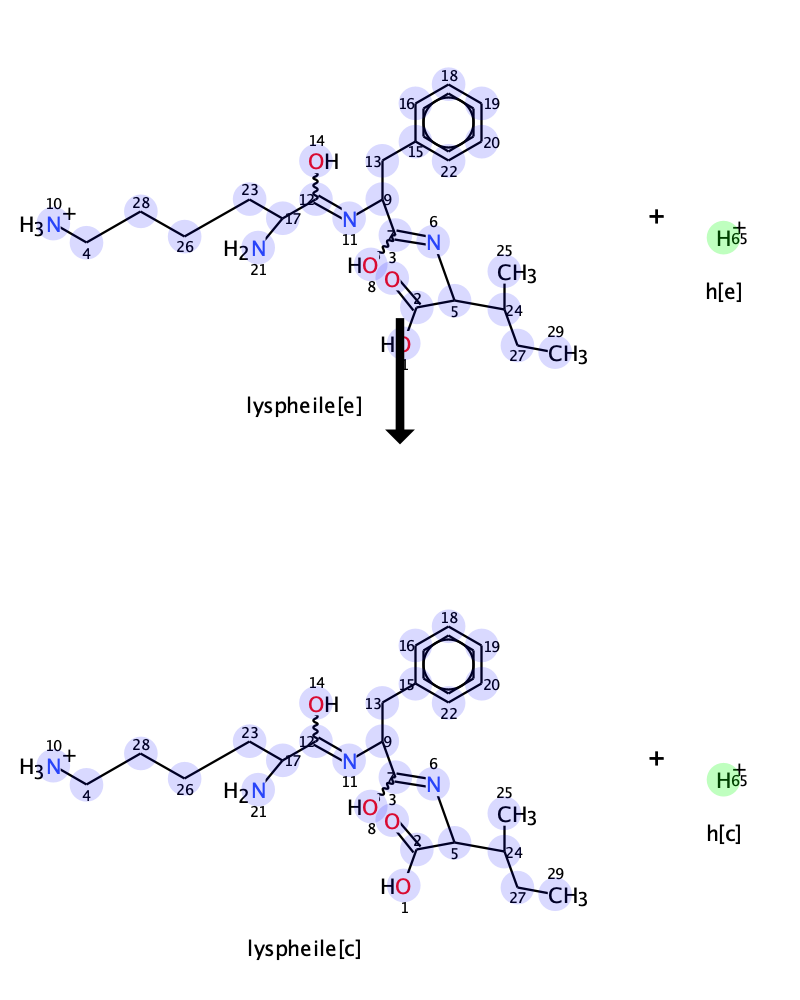 18
16 19
14 15 20
OH 13 22
10 28 23 12 9
H3N+ 17 N 6
4 26 H2N 11 7 N + H+ 65
21 HO 3 25
8 O CH3 h[e]
2 5 24
29
HO 27 CH3
1
lyspheile[e]
18
16 19
14 15 20
OH 13 22
10 28 23 12 9
H3N+ 17 N 6
4 26 H2N 11 7 N + H+ 65
21 HO 3 25
8 O CH3 h[c]
2 5 24
29
HO 27 CH3
1
lyspheile[c]